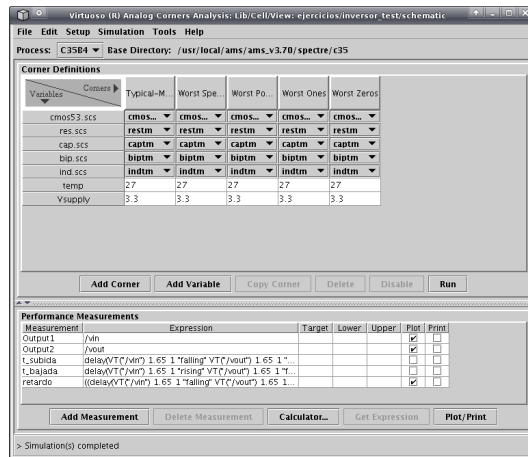 Virtuoso (R) Analog Corners Analysis: Lib/Cell/View: ejercicios/inversor_test/schematic
File Edit Setup Simulation Tools Help
Process: C35B4 Base Directory: /usr/local/ams/ams_v3.70/spectre/c35
Corner Definitions
Variables Corners Typical-M... Worst Spe... Worst Po... Worst Ones Worst Zeros
cmos53.scs cmos... cmos... cmos... cmos... cmos...
res.scs restm restm restm restm restm
cap.scs captm captm captm captm captm
bip.scs biptm biptm biptm biptm biptm
ind.scs indtm indtm indtm indtm indtm
temp 27 27 27 27 27
Vsupply 3.3 3.3 3.3 3.3 3.3
Add Corner Add Variable Copy Corner Delete Disable Run
Performance Measurements
Measurement Expression Target Lower Upper Plot Print
Output1 /vin
Output2 /vout
t_subida delay(VT("/vin") 1.65 1 "falling" VT("/vout") 1.65 1 "...
t_bajada delay(VT("/vin") 1.65 1 "rising" VT("/vout") 1.65 1 "f...
retardo ((delay(VT("/vin") 1.65 1 "falling" VT("/vout") 1.65 1...
Add Measurement Delete Measurement Calculator... Get Expression Plot/Print
> Simulation(s) completed